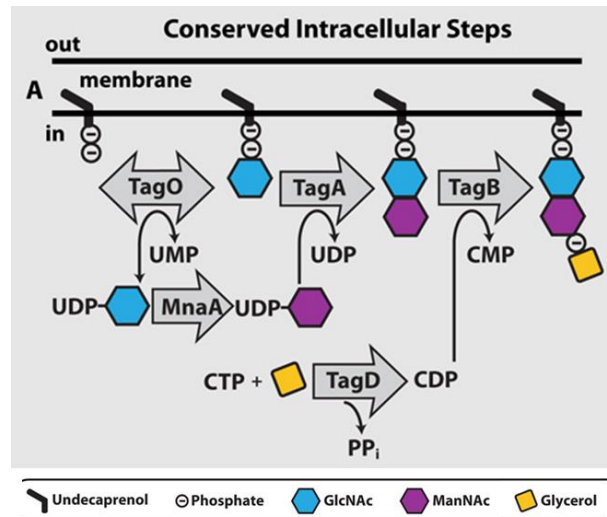 Conserved Intracellular Steps
out
membrane
A
in
TagO
TagA
TagB
UMP
UDP
CMP
UDP
MnaA
UDP
CTP +
TagD
CDP
PPi
Undecaprenol
Phosphate
GlcNAc
ManNAc
Glycerol